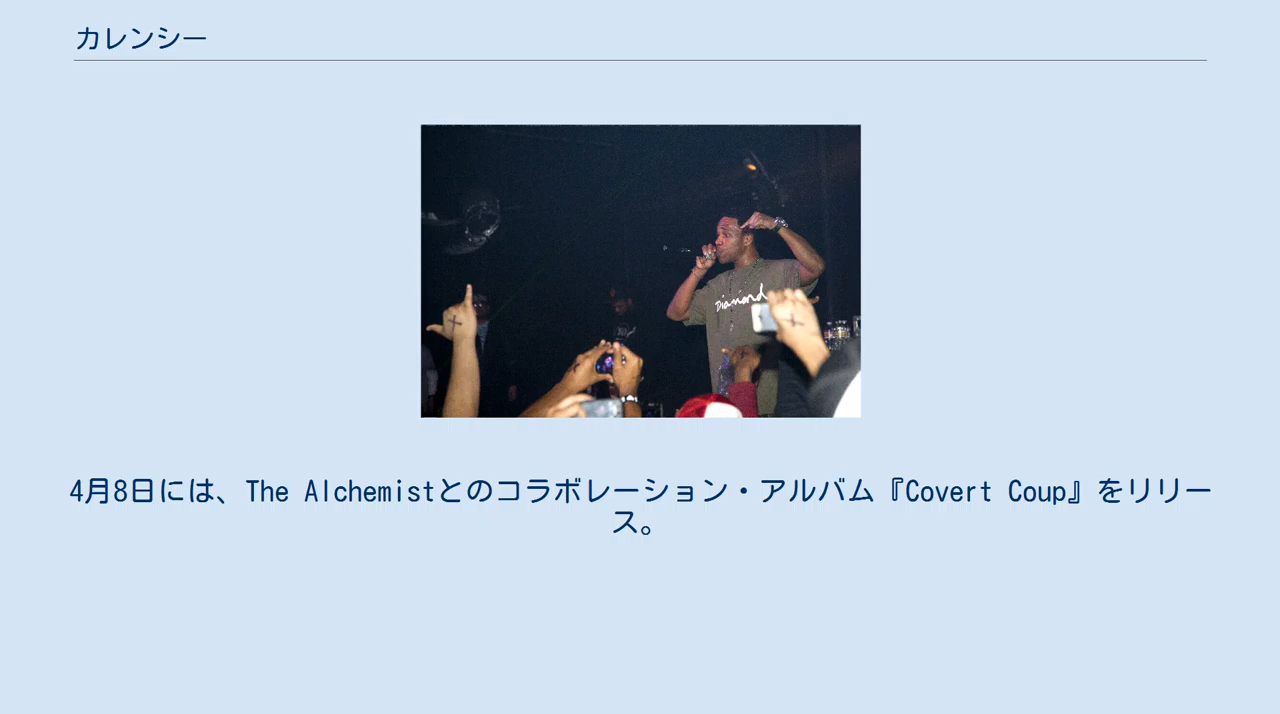 カレンシー
Diamond
4月8日には、The Alchemistとのコラボレーション・アルバム『Covert Coup』をリリー
ス。